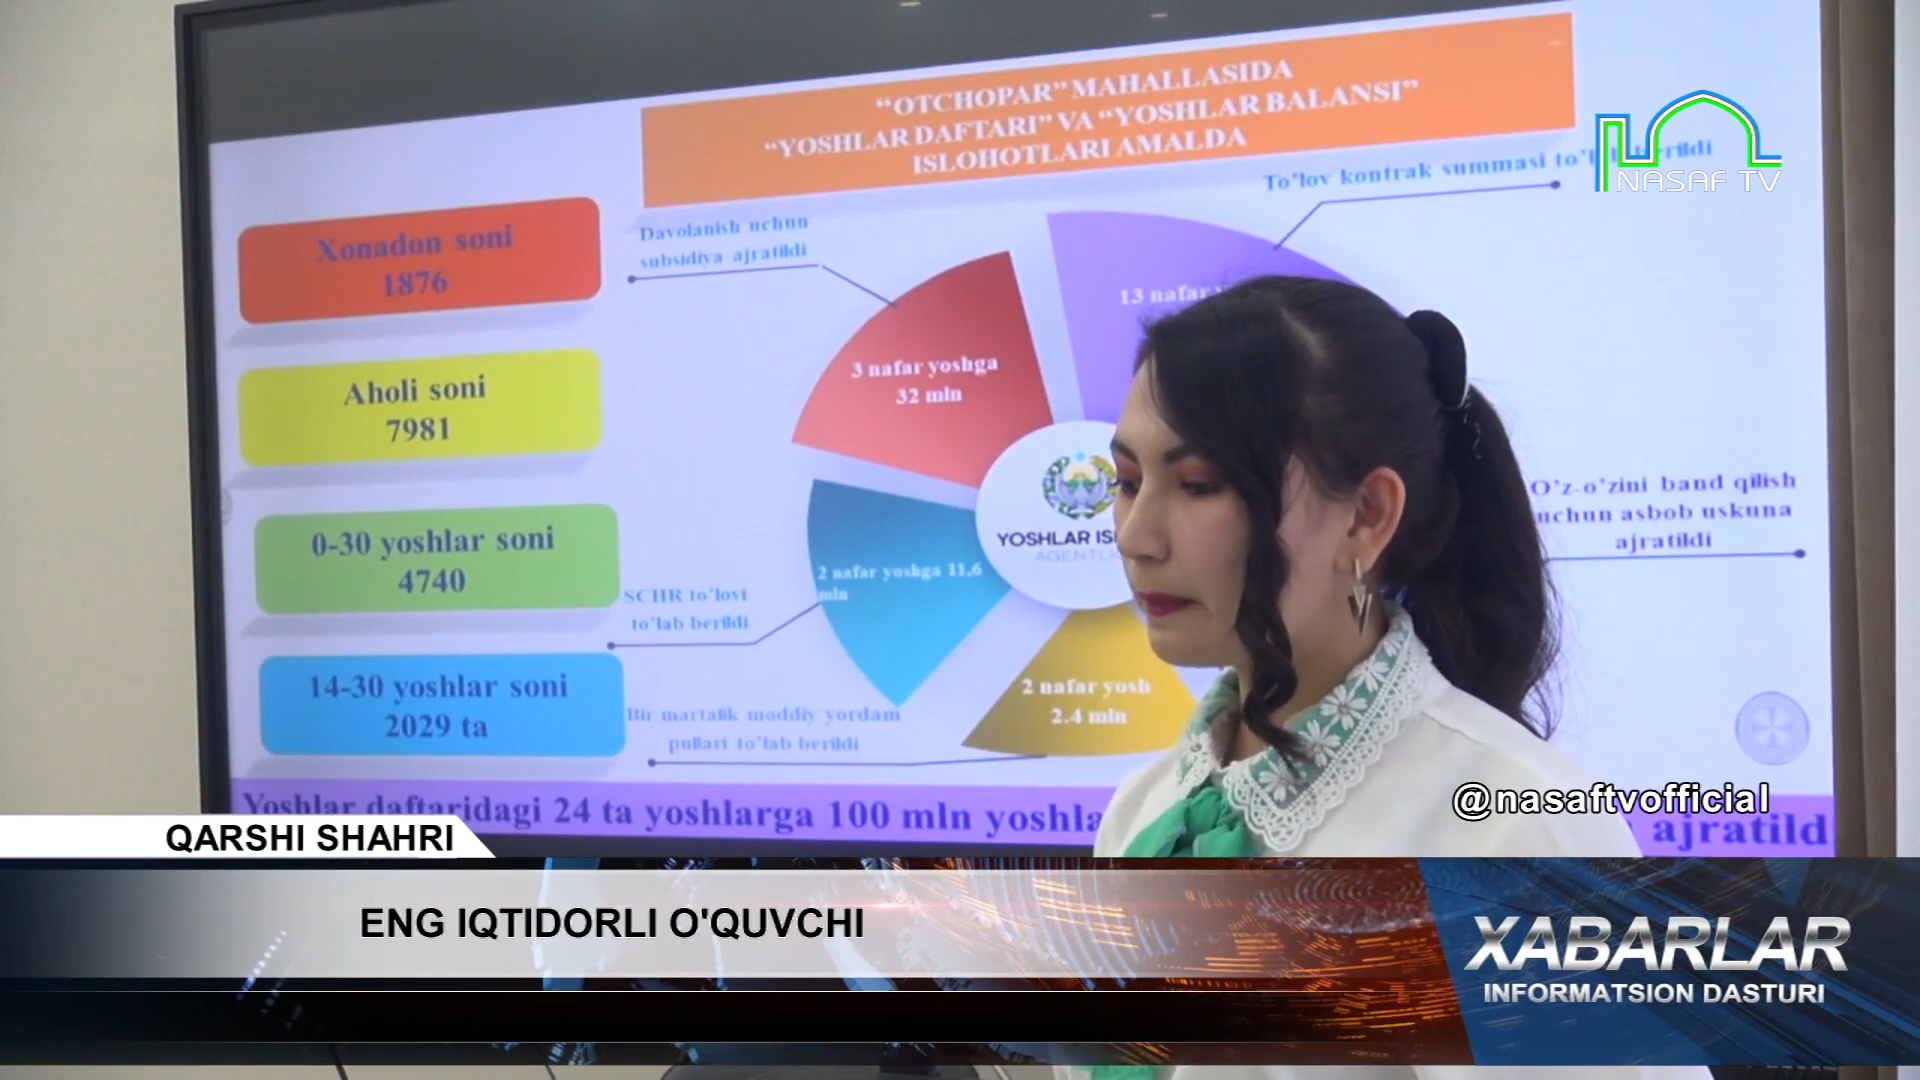 “OTCHOPAR” MAHALLASIDA
“YOSHLAR DAFTARI” VA “YOSHLAR BALANSI”
ISLOHOTLARI AMALDA
NASAF TV
To’lov kontrak summasi
Xonadon soni
1876
Davolanish uchun
subsidiya ajratildi
13 nafar
3 nafar yoshga
32 mln
Aholi soni
7981
YOSHLAR
O’z-o’zini band qilish
uchun asbob uskuna
ajratildi
0-30 yoshlar soni
4740
2 nafar yoshga 11,6
mln
SCHR to’lovi
to’lab berildi
14-30 yoshlar soni
2029 ta
2 nafar yosh
2.4 mln
Bir martalik moddiy yordam
pullari to’lab berildi
Yoshlar daftaridagi 24 ta yoshlarga 100 mln ajratild
@nasaftvofficial
QARSHI SHAHRI
ENG IQTIDORLI O'QUVCHI
XABARLAR
INFORMATSION DASTURI